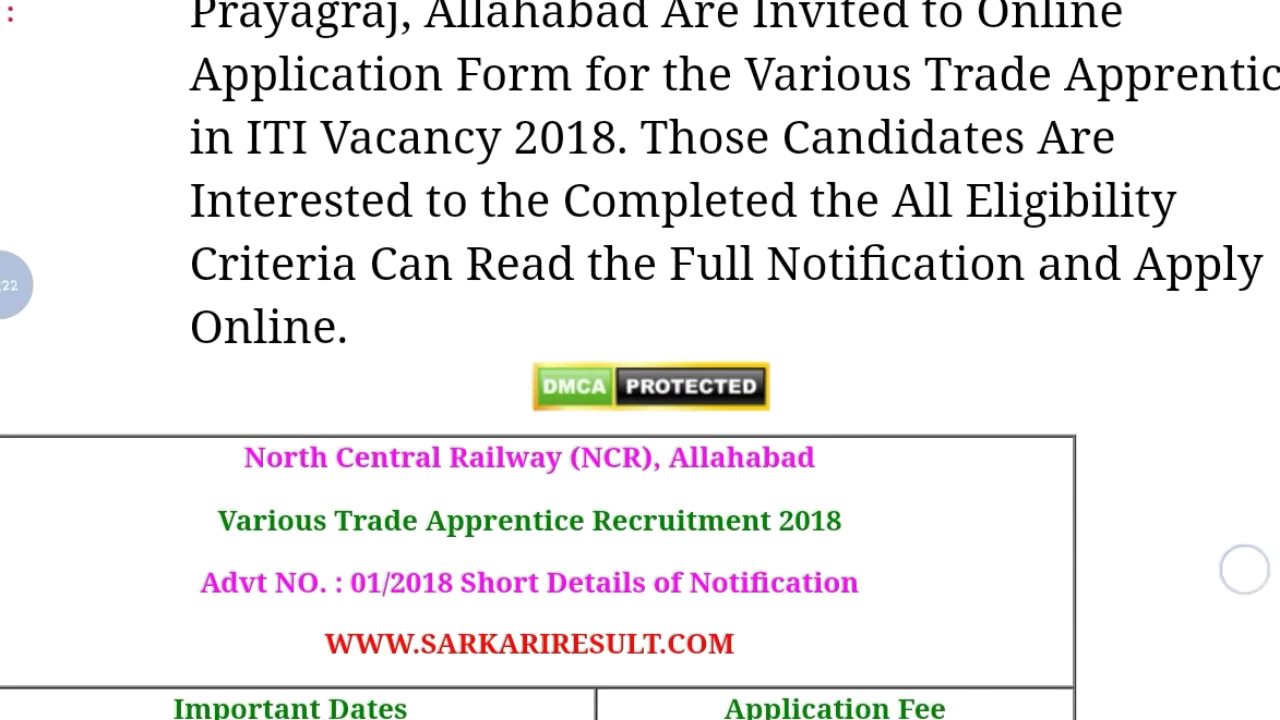 :
Prayagraj, Allahabad Are Invited to Online
Application Form for the Various Trade Apprentic
in ITI Vacancy 2018. Those Candidates Are
Interested to the Completed the All Eligibility
Criteria Can Read the Full Notification and Apply
Online.
:22
DMCA PROTECTED
North Central Railway (NCR), Allahabad
Various Trade Apprentice Recruitment 2018
Advt NO. : 01/2018 Short Details of Notification
WWW.SARKARIRESULT.COM
Important Dates
Application Fee